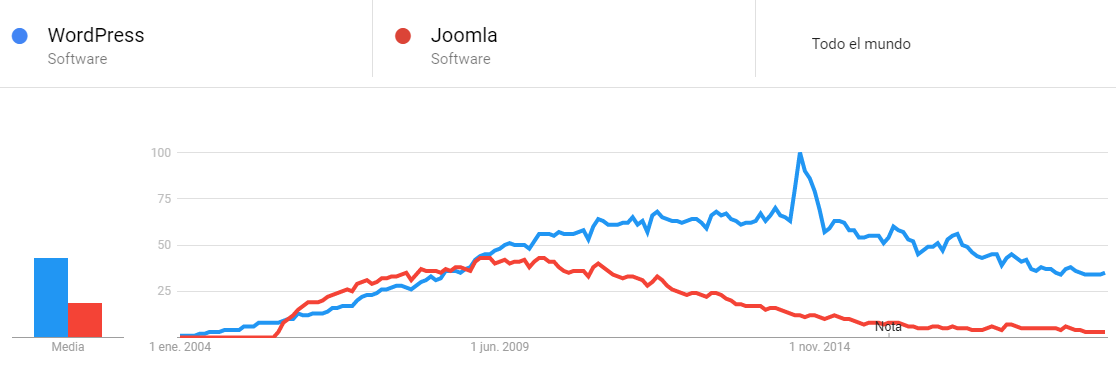 WordPress
Software
Joomla
Software
Todo el mundo
100
75
50
25
Nota
Media
1 ene. 2004
1 jun. 2009
1 nov. 2014